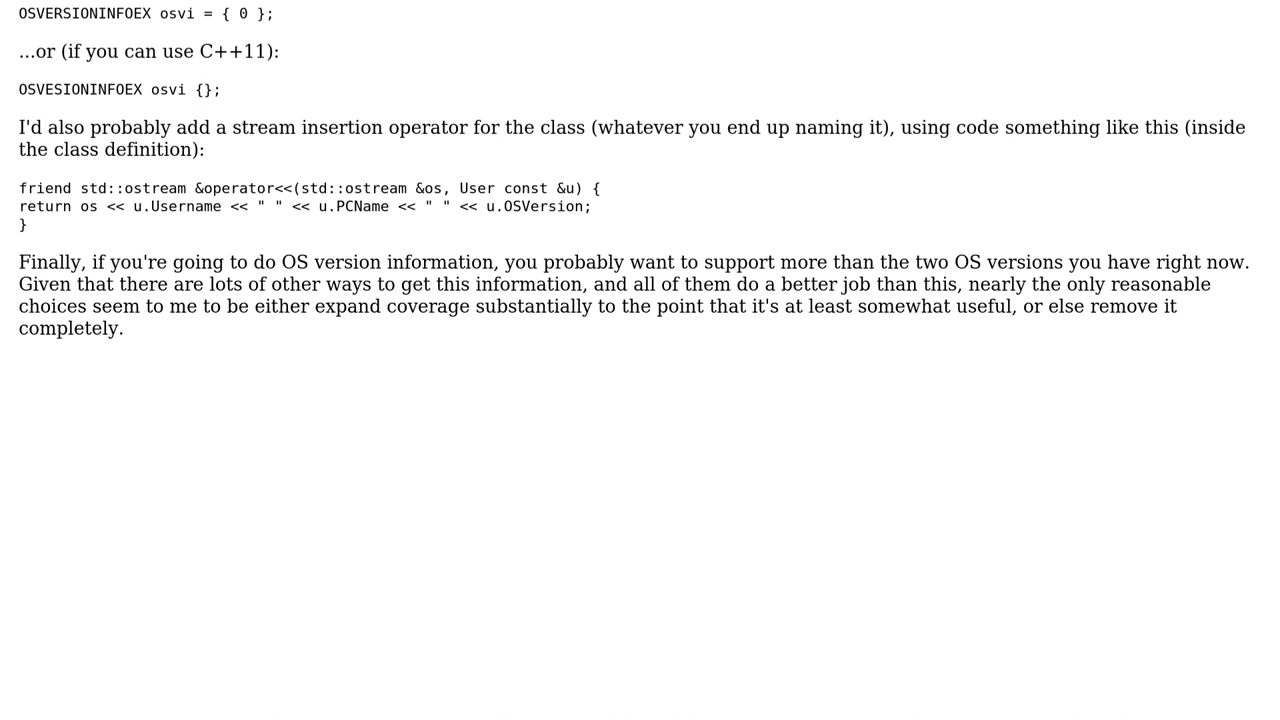 OSVERSIONINFOEX osvi = { 0 };
...or (if you can use C++11):
OSVESIONINFOEX osvi {};
I'd also probably add a stream insertion operator for the class (whatever you end up naming it), using code something like this (inside
the class definition):
friend std::ostream &operator<<(std::ostream &os, User const &u) {
return os << u.Username << " " << u.PCName << " " << u.OSVersion;
}
Finally, if you're going to do OS version information, you probably want to support more than the two OS versions you have right now.
Given that there are lots of other ways to get this information, and all of them do a better job than this, nearly the only reasonable
choices seem to me to be either expand coverage substantially to the point that it's at least somewhat useful, or else remove it
completely.